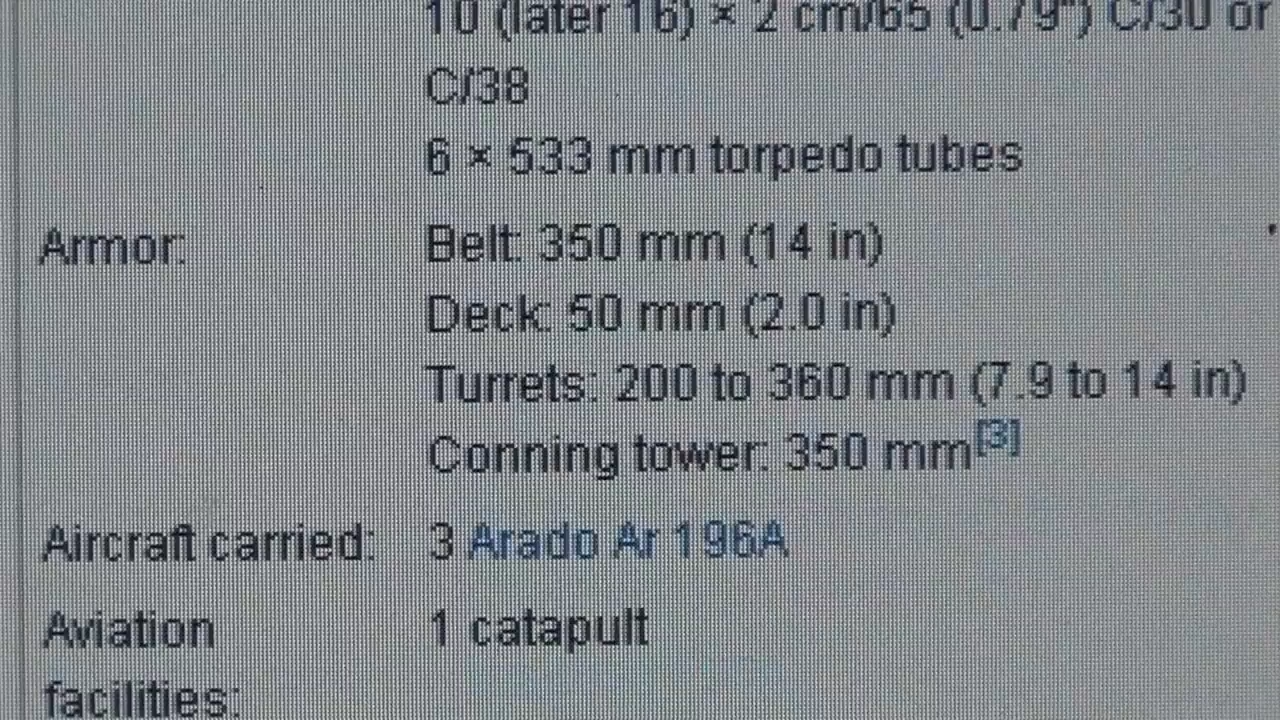 10 (later 16) × 2 cm/65 (0.79") C/30 or
C/38
6 × 533 mm torpedo tubes
Armor: Belt: 350 mm (14 in)
Deck: 50 mm (2.0 in)
Turrets: 200 to 360 mm (7.9 to 14 in)
Conning tower: 350 mm[3]
Aircraft carried: 3 Arado Ar 196A
Aviation 1 catapult
facilities: